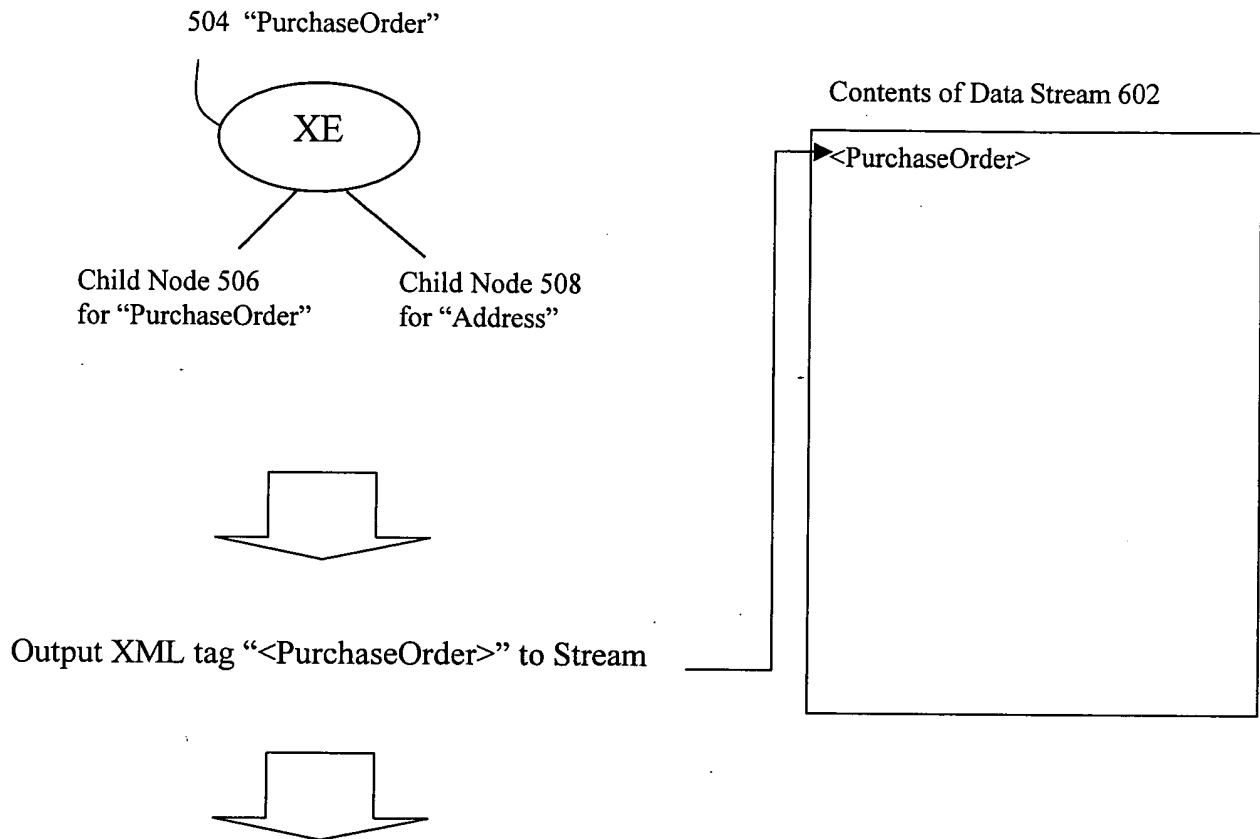 504 “PurchaseOrder”
XE
Child Node 506
for “PurchaseOrder”
Child Node 508
for “Address”
Output XML tag “<PurchaseOrder>” to Stream
Contents of Data Stream 602
<PurchaseOrder>